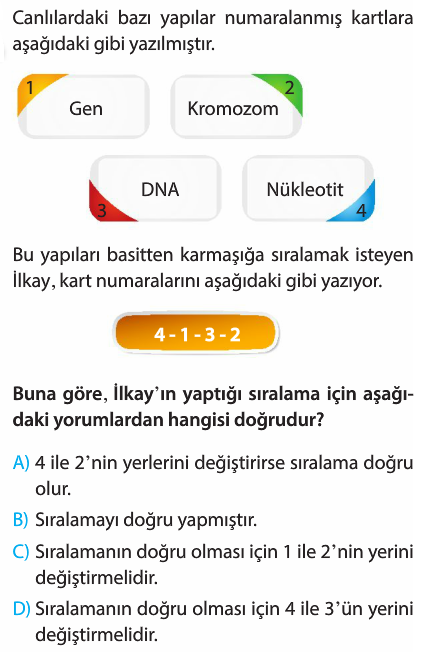 Canlılardaki bazı yapılar numaralanmış kartlara
aşağıdaki gibi yazılmıştır.
1
Gen
2
Kromozom
3
DNA
Nükleotit
4
Bu yapıları basitten karmaşığa sıralamak isteyen
İlkay, kart numaralarını aşağıdaki gibi yazıyor.
4 - 1 - 3 - 2
Buna göre, İlkay’ın yaptığı sıralama için aşağı-
daki yorumlardan hangisi doğrudur?
A) 4 ile 2’nin yerlerini değiştirirse sıralama doğru
olur.
B) Sıralamayı doğru yapmıştır.
C) Sıralamanın doğru olması için 1 ile 2’nin yerini
değiştirmelidir.
D) Sıralamanın doğru olması için 4 ile 3’ün yerini
değiştirmelidir.